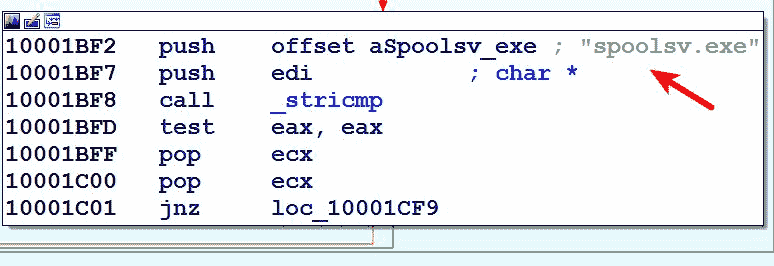 10001BF2 push offset aSpoolsv_exe ; "spoolsv.exe"
10001BF7 push edi ; char *
10001BF8 call _stricmp
10001BFD test eax, eax
10001BFF pop ecx
10001C00 pop ecx
10001C01 jnz loc_10001CF9